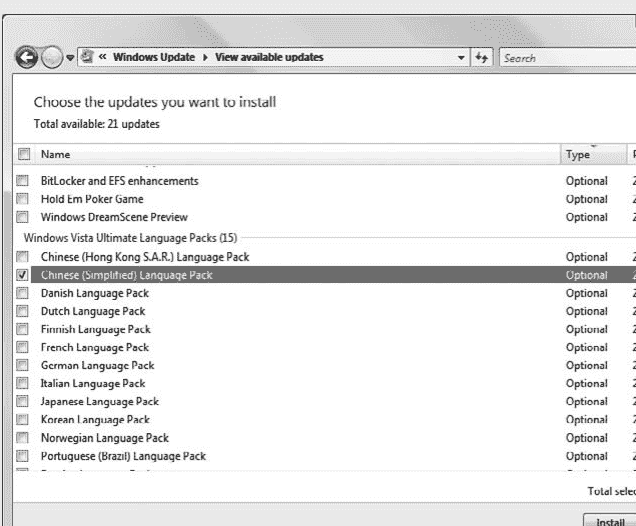 « Windows Update ▸ View available updates Search
Choose the updates you want to install
Total available: 21 updates
Name Type
BitLocker and EFS enhancements Optional
Hold Em Poker Game Optional
Windows DreamScene Preview Optional
Windows Vista Ultimate Language Packs (15)
Chinese (Hong Kong S.A.R.) Language Pack Optional
Chinese (Simplified) Language Pack Optional
Danish Language Pack Optional
Dutch Language Pack Optional
Finnish Language Pack Optional
French Language Pack Optional
German Language Pack Optional
Italian Language Pack Optional
Japanese Language Pack Optional
Korean Language Pack Optional
Norwegian Language Pack Optional
Portuguese (Brazil) Language Pack Optional
Total selec
Install